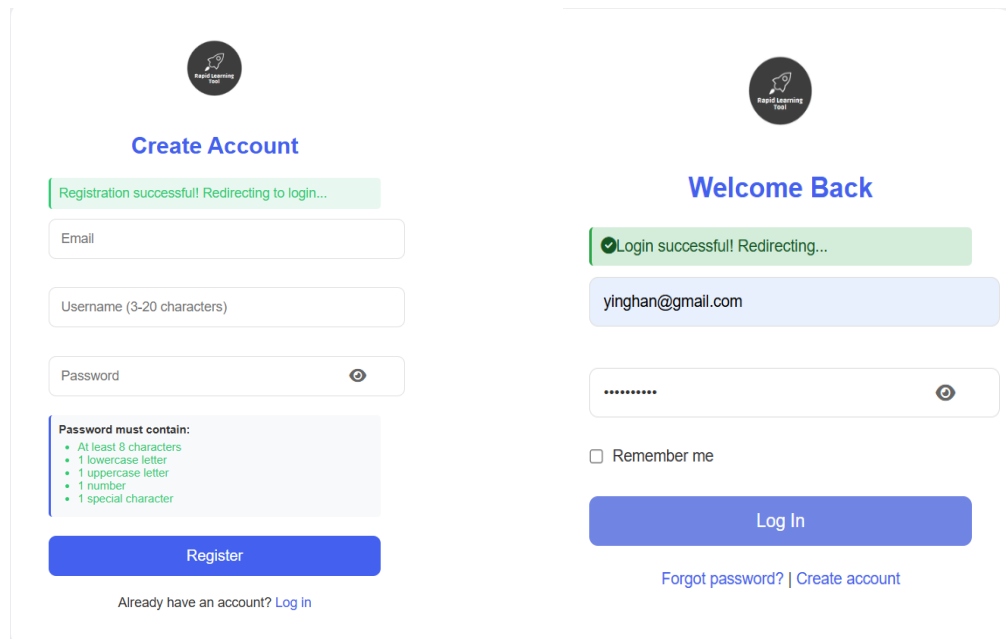 Rapid Learning
Tool
Create Account
Registration successful! Redirecting to login...
Email
Username (3-20 characters)
Password
Password must contain:
At least 8 characters
1 lowercase letter
1 uppercase letter
1 number
1 special character
Register
Already have an account? Log in
Rapid Learning
Tool
Welcome Back
Login successful! Redirecting...
yinghan@gmail.com
••••••••••
Remember me
Log In
Forgot password? | Create account